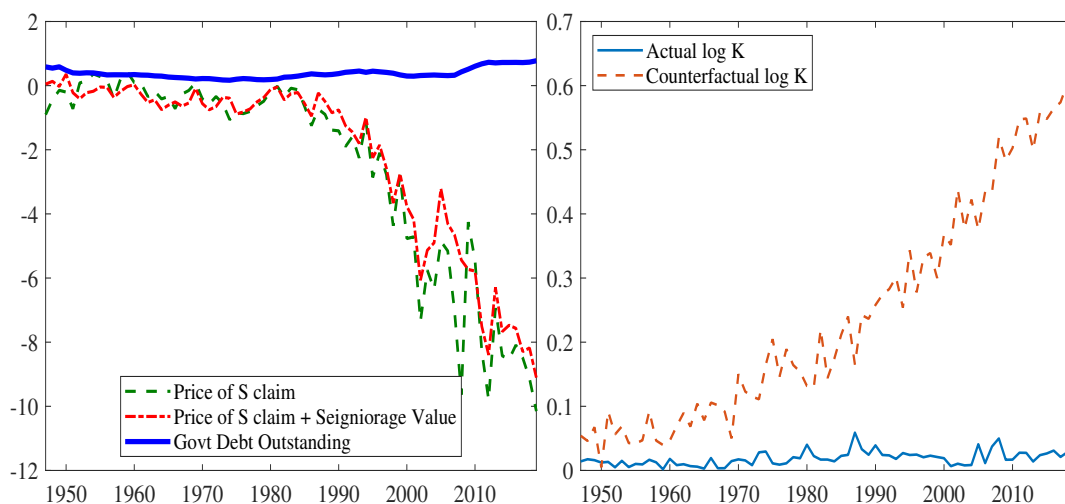 2
0
-2
-4
-6
-8
-10
-12
1950 1960 1970 1980 1990 2000 2010
Price of S claim
Price of S claim + Seigniorage Value
Govt Debt Outstanding
0.7
0.6
0.5
0.4
0.3
0.2
0.1
0
1950 1960 1970 1980 1990 2000 2010
Actual log K
Counterfactual log K